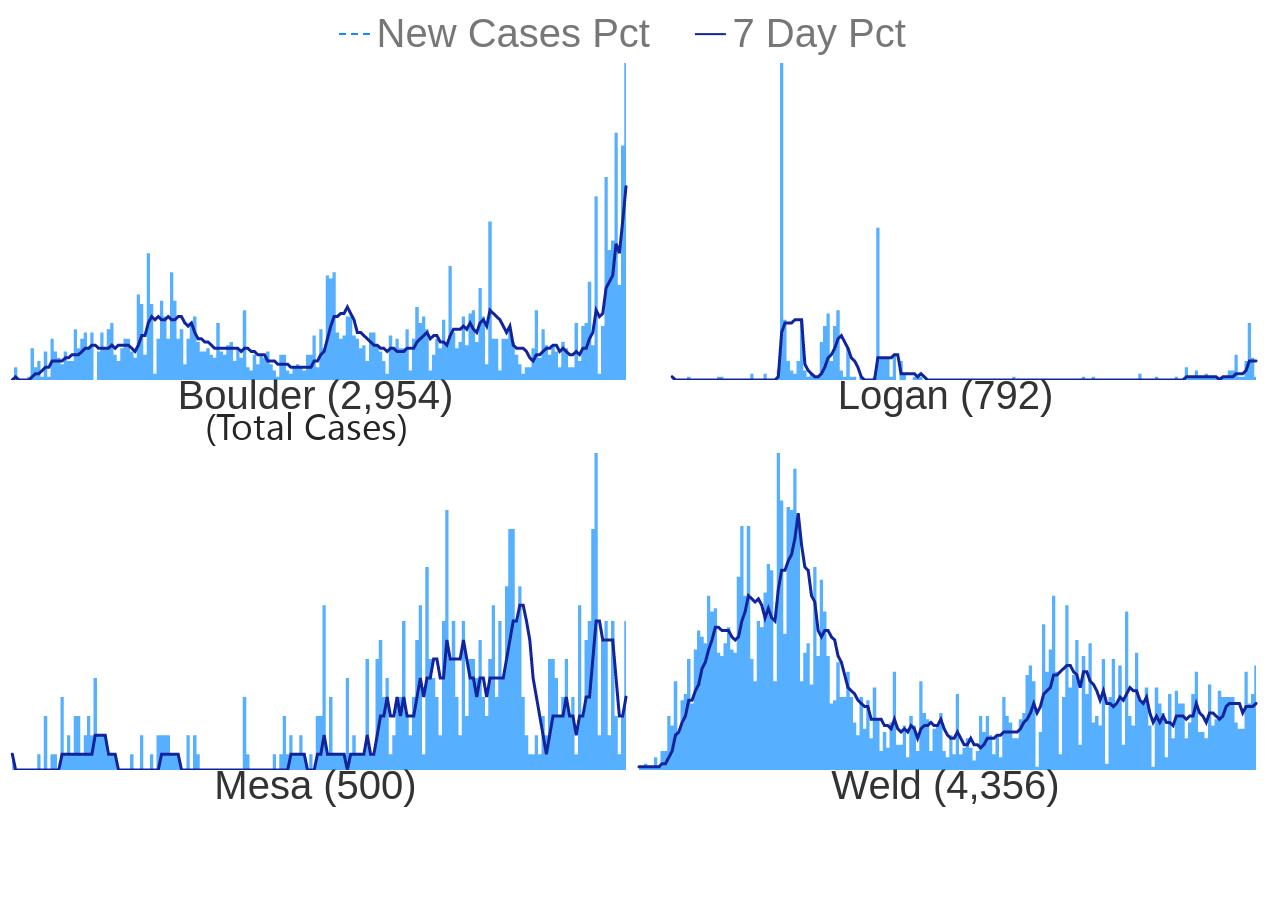 New Cases Pct 7 Day Pct
Boulder (2,954) Logan (792)
(Total Cases)
Mesa (500) Weld (4,356)